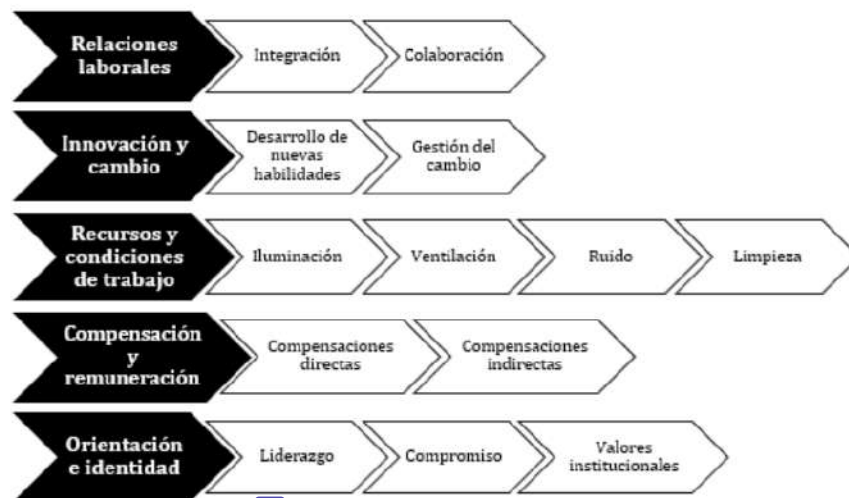 Relaciones
laborales
Integración
Colaboración
Innovación y
cambio
Desarrollo de
nuevas
habilidades
Gestión del
cambio
Recursos y
condiciones
de trabajo
Iluminación
Ventilación
Ruido
Limpieza
Compensación
y
remuneración
Compensaciones
directas
Compensaciones
indirectas
Orientación
e identidad
Liderazgo
Compromiso
Valores
institucionales